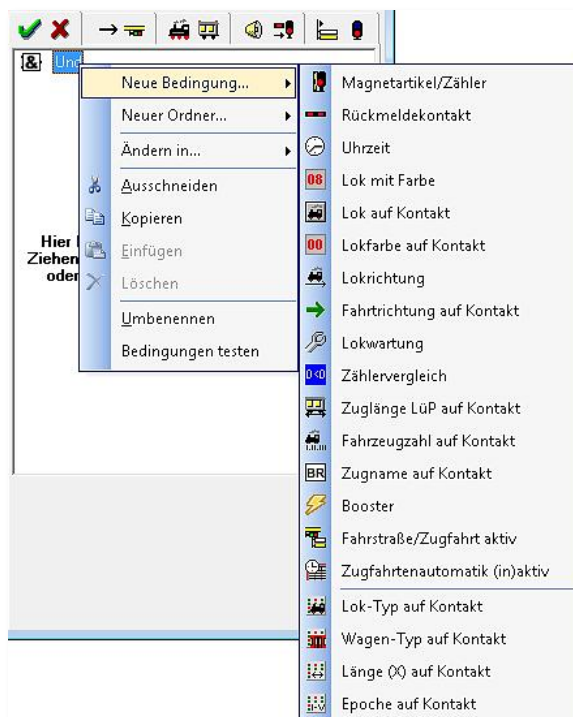 & Und
Neue Bedingung...
Neuer Ordner...
Ändern in...
Ausschneiden
Kopieren
Einfügen
Löschen
Umbenennen
Bedingungen testen
Hier
Ziehen
oder
Magnetartikel/Zähler
Rückmeldekontakt
Uhrzeit
08 Lok mit Farbe
Lok auf Kontakt
00 Lokfarbe auf Kontakt
Lokrichtung
Fahrtrichtung auf Kontakt
Lokwartung
0<0 Zählervergleich
Zuglänge LüP auf Kontakt
Fahrzeugzahl auf Kontakt
BR Zugname auf Kontakt
Booster
Fahrstraße/Zugfahrt aktiv
Zugfahrtenautomatik (in)aktiv
Lok-Typ auf Kontakt
Wagen-Typ auf Kontakt
Länge (X) auf Kontakt
I-V Epoche auf Kontakt